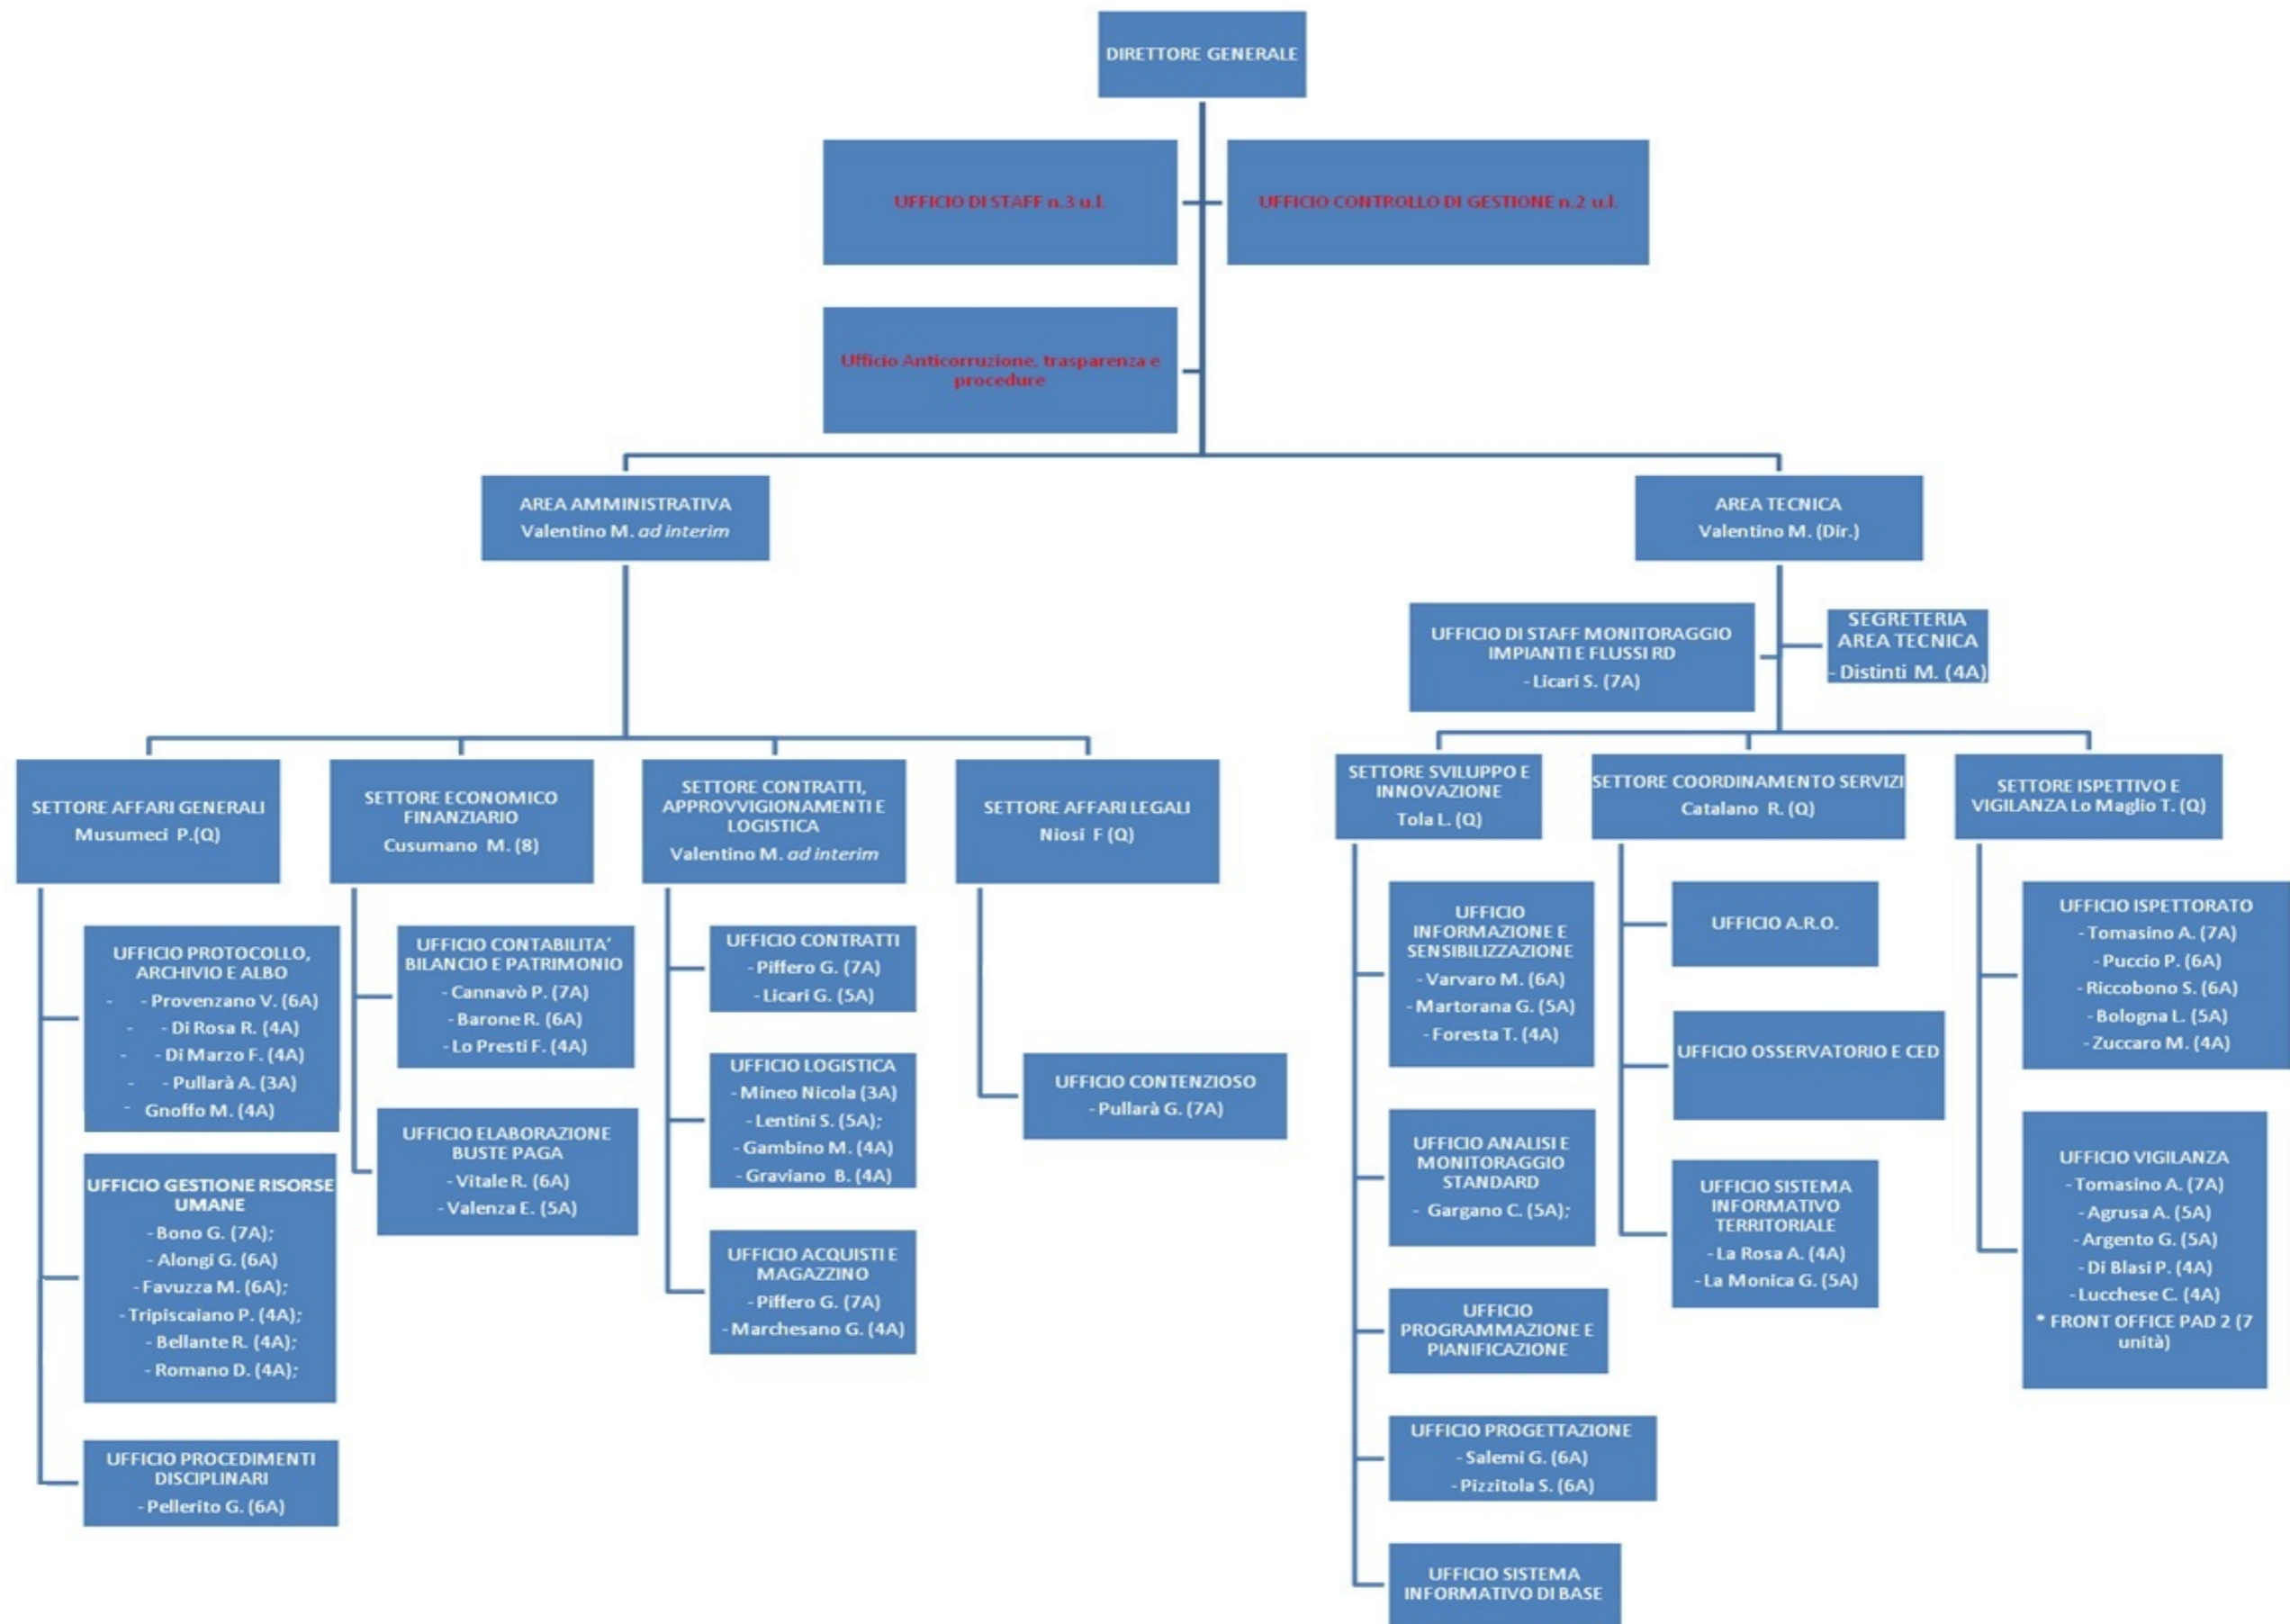 DIRETTORE GENERALE
UFFICIO DI STAFF n.3 u.l.
UFFICIO CONTROLLO DI GESTIONE n.2 u.l.
Ufficio Anticorruzione, trasparenza e
procedure
AREA AMMINISTRATIVA
Valentino M. ad interim
AREA TECNICA
Valentino M. (Dir.)
UFFICIO DI STAFF MONITORAGGIO
IMPIANTI E FLUSSI RD
- Licari S. (7A)
SEGRETERIA
AREA TECNICA
- Distinti M. (4A)
SETTORE AFFARI GENERALI
Musumeci P.(Q)
UFFICIO PROTOCOLLO,
ARCHIVIO E ALBO
- - Provenzano V. (6A)
- - Di Rosa R. (4A)
- - Di Marzo F. (4A)
- - Pullarà A. (3A)
- Gnoffo M. (4A)
UFFICIO GESTIONE RISORSE
UMANE
- Bono G. (7A);
- Alongi G. (6A)
- Favuzza M. (6A);
- Tripiscaiano P. (4A);
- Bellante R. (4A);
- Romano D. (4A);
UFFICIO PROCEDIMENTI
DISCIPLINARI
- Pellerito G. (6A)
SETTORE ECONOMICO
FINANZIARIO
Cusumano M. (8)
UFFICIO CONTABILITA'
BILANCIO E PATRIMONIO
- Cannavò P. (7A)
- Barone R. (6A)
- Lo Presti F. (4A)
UFFICIO ELABORAZIONE
BUSTE PAGA
- Vitale R. (6A)
- Valenza E. (5A)
SETTORE CONTRATTI,
APPROVVIGIONAMENTI E
LOGISTICA
Valentino M. ad interim
UFFICIO CONTRATTI
- Piffero G. (7A)
- Licari G. (5A)
UFFICIO LOGISTICA
- Mineo Nicola (3A)
- Lentini S. (5A);
- Gambino M. (4A)
- Graviano B. (4A)
UFFICIO ACQUISTI E
MAGAZZINO
- Piffero G. (7A)
- Marchesano G. (4A)
SETTORE AFFARI LEGALI
Niosi F (Q)
UFFICIO CONTENZIOSO
- Pullarà G. (7A)
SETTORE SVILUPPO E
INNOVAZIONE
Tola L. (Q)
UFFICIO
INFORMAZIONE E
SENSIBILIZZAZIONE
- Varvaro M. (6A)
- Martorana G. (5A)
- Foresta T. (4A)
UFFICIO ANALISI E
MONITORAGGIO
STANDARD
- Gargano C. (5A);
UFFICIO
PROGRAMMAZIONE E
PIANIFICAZIONE
UFFICIO PROGETTAZIONE
- Salemi G. (6A)
- Pizzitola S. (6A)
UFFICIO SISTEMA
INFORMATIVO DI BASE
SETTORE COORDINAMENTO SERVIZI
Catalano R. (Q)
UFFICIO A.R.O.
UFFICIO OSSERVATORIO E CED
UFFICIO SISTEMA
INFORMATIVO
TERRITORIALE
- La Rosa A. (4A)
- La Monica G. (5A)
SETTORE ISPETTIVO E
VIGILANZA Lo Maglio T. (Q)
UFFICIO ISPETTORATO
- Tomasino A. (7A)
- Puccio P. (6A)
- Riccobono S. (6A)
- Bologna L. (5A)
- Zuccaro M. (4A)
UFFICIO VIGILANZA
- Tomasino A. (7A)
- Agrusa A. (5A)
- Argento G. (5A)
- Di Blasi P. (4A)
- Lucchese C. (4A)
* FRONT OFFICE PAD 2 (7
unità)